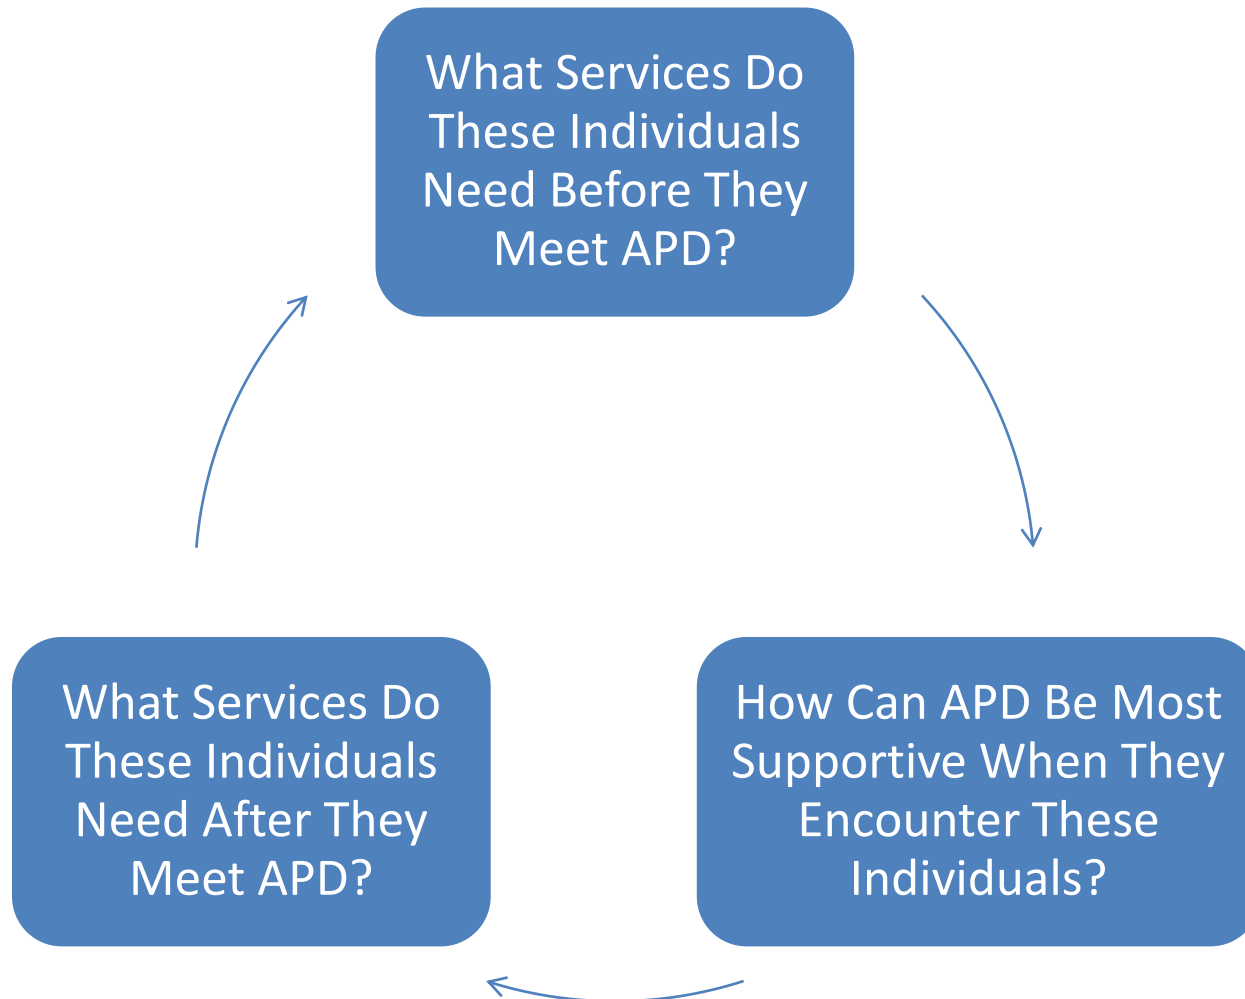 What Services Do
These Individuals
Need Before They
Meet APD?
How Can APD Be Most
Supportive When They
Encounter These
Individuals?
What Services Do
These Individuals
Need After They
Meet APD?